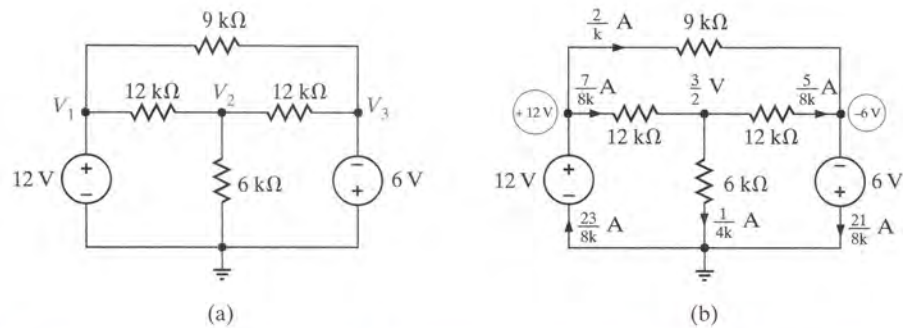 9 kΩ
12 kΩ
12 kΩ
V₁
V₂
V₃
12 V
+
−
6 kΩ
−
+
6 V
(a)
2/k A
9 kΩ
7/8k A
3/2 V
5/8k A
+ 12 V
12 kΩ
12 kΩ
−6 V
12 V
+
−
6 kΩ
−
+
6 V
23/8k A
1/4k A
21/8k A
(b)